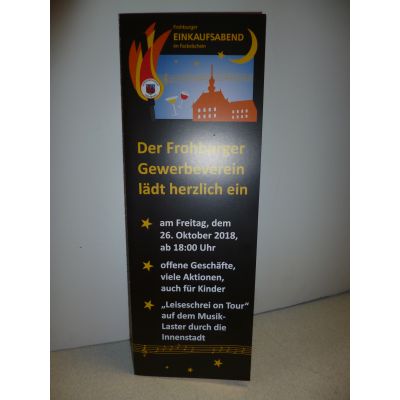 Frohburger
EINKAUFSABEND
im Fackelschein
Der Frohburger
Gewerbeverein
lädt herzlich ein
am Freitag, dem
26. Oktober 2018,
ab 18:00 Uhr
offene Geschäfte,
viele Aktionen,
auch für Kinder
„Leiseschrei on Tour“
auf dem Musik-
Laster durch die
Innenstadt